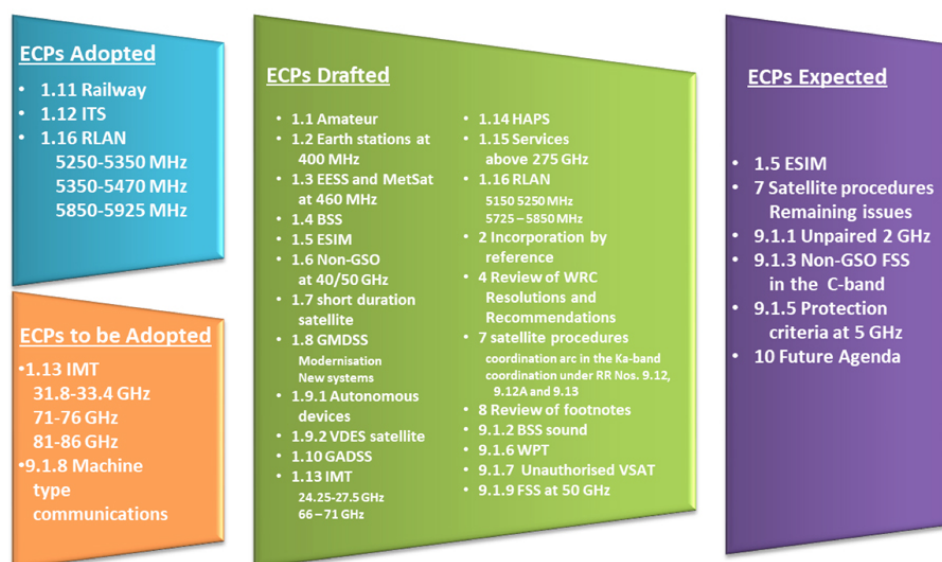 ECPs Adopted
• 1.11 Railway
• 1.12 ITS
• 1.16 RLAN
5250-5350 MHz
5350-5470 MHz
5850-5925 MHz
ECPs to be Adopted
•1.13 IMT
31.8-33.4 GHz
71-76 GHz
81-86 GHz
•9.1.8 Machine
type
communications
ECPs Drafted
• 1.1 Amateur
• 1.2 Earth stations at
400 MHz
• 1.3 EESS and MetSat
at 460 MHz
• 1.4 BSS
• 1.5 ESIM
• 1.6 Non-GSO
at 40/50 GHz
• 1.7 short duration
satellite
• 1.8 GMDSS
Modernisation
New systems
• 1.9.1 Autonomous
devices
• 1.9.2 VDES satellite
• 1.10 GADSS
• 1.13 IMT
24.25-27.5 GHz
66 – 71 GHz
• 1.14 HAPS
• 1.15 Services
above 275 GHz
• 1.16 RLAN
5150 5250 MHz
5725 – 5850 MHz
• 2 Incorporation by
reference
• 4 Review of WRC
Resolutions and
Recommendations
• 7 satellite procedures
coordination arc in the Ka-band
coordination under RR Nos. 9.12,
9.12A and 9.13
• 8 Review of footnotes
• 9.1.2 BSS sound
• 9.1.6 WPT
• 9.1.7 Unauthorised VSAT
• 9.1.9 FSS at 50 GHz
ECPs Expected
• 1.5 ESIM
• 7 Satellite procedures
Remaining issues
• 9.1.1 Unpaired 2 GHz
• 9.1.3 Non-GSO FSS
in the C-band
• 9.1.5 Protection
criteria at 5 GHz
• 10 Future Agenda